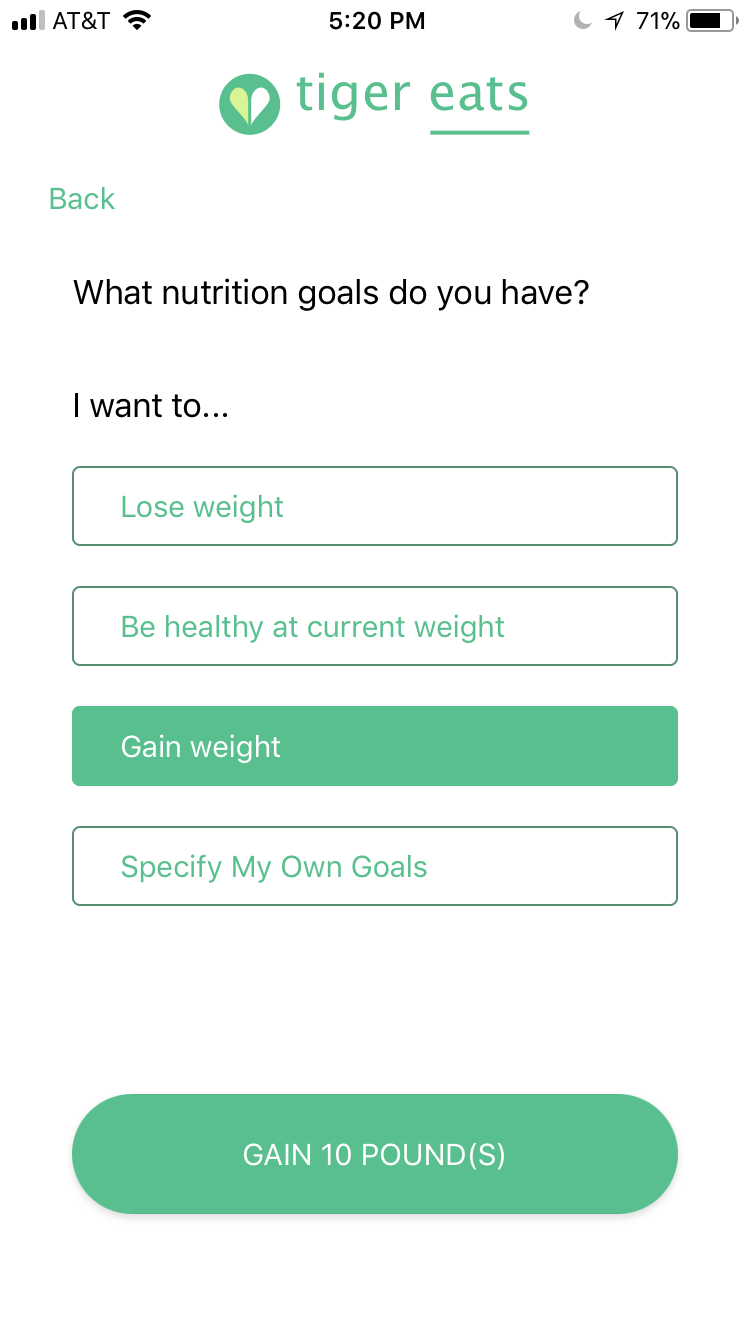 AT&T 5:20 PM 71%
tiger eats
Back
What nutrition goals do you have?
I want to...
Lose weight
Be healthy at current weight
Gain weight
Specify My Own Goals
GAIN 10 POUND(S)